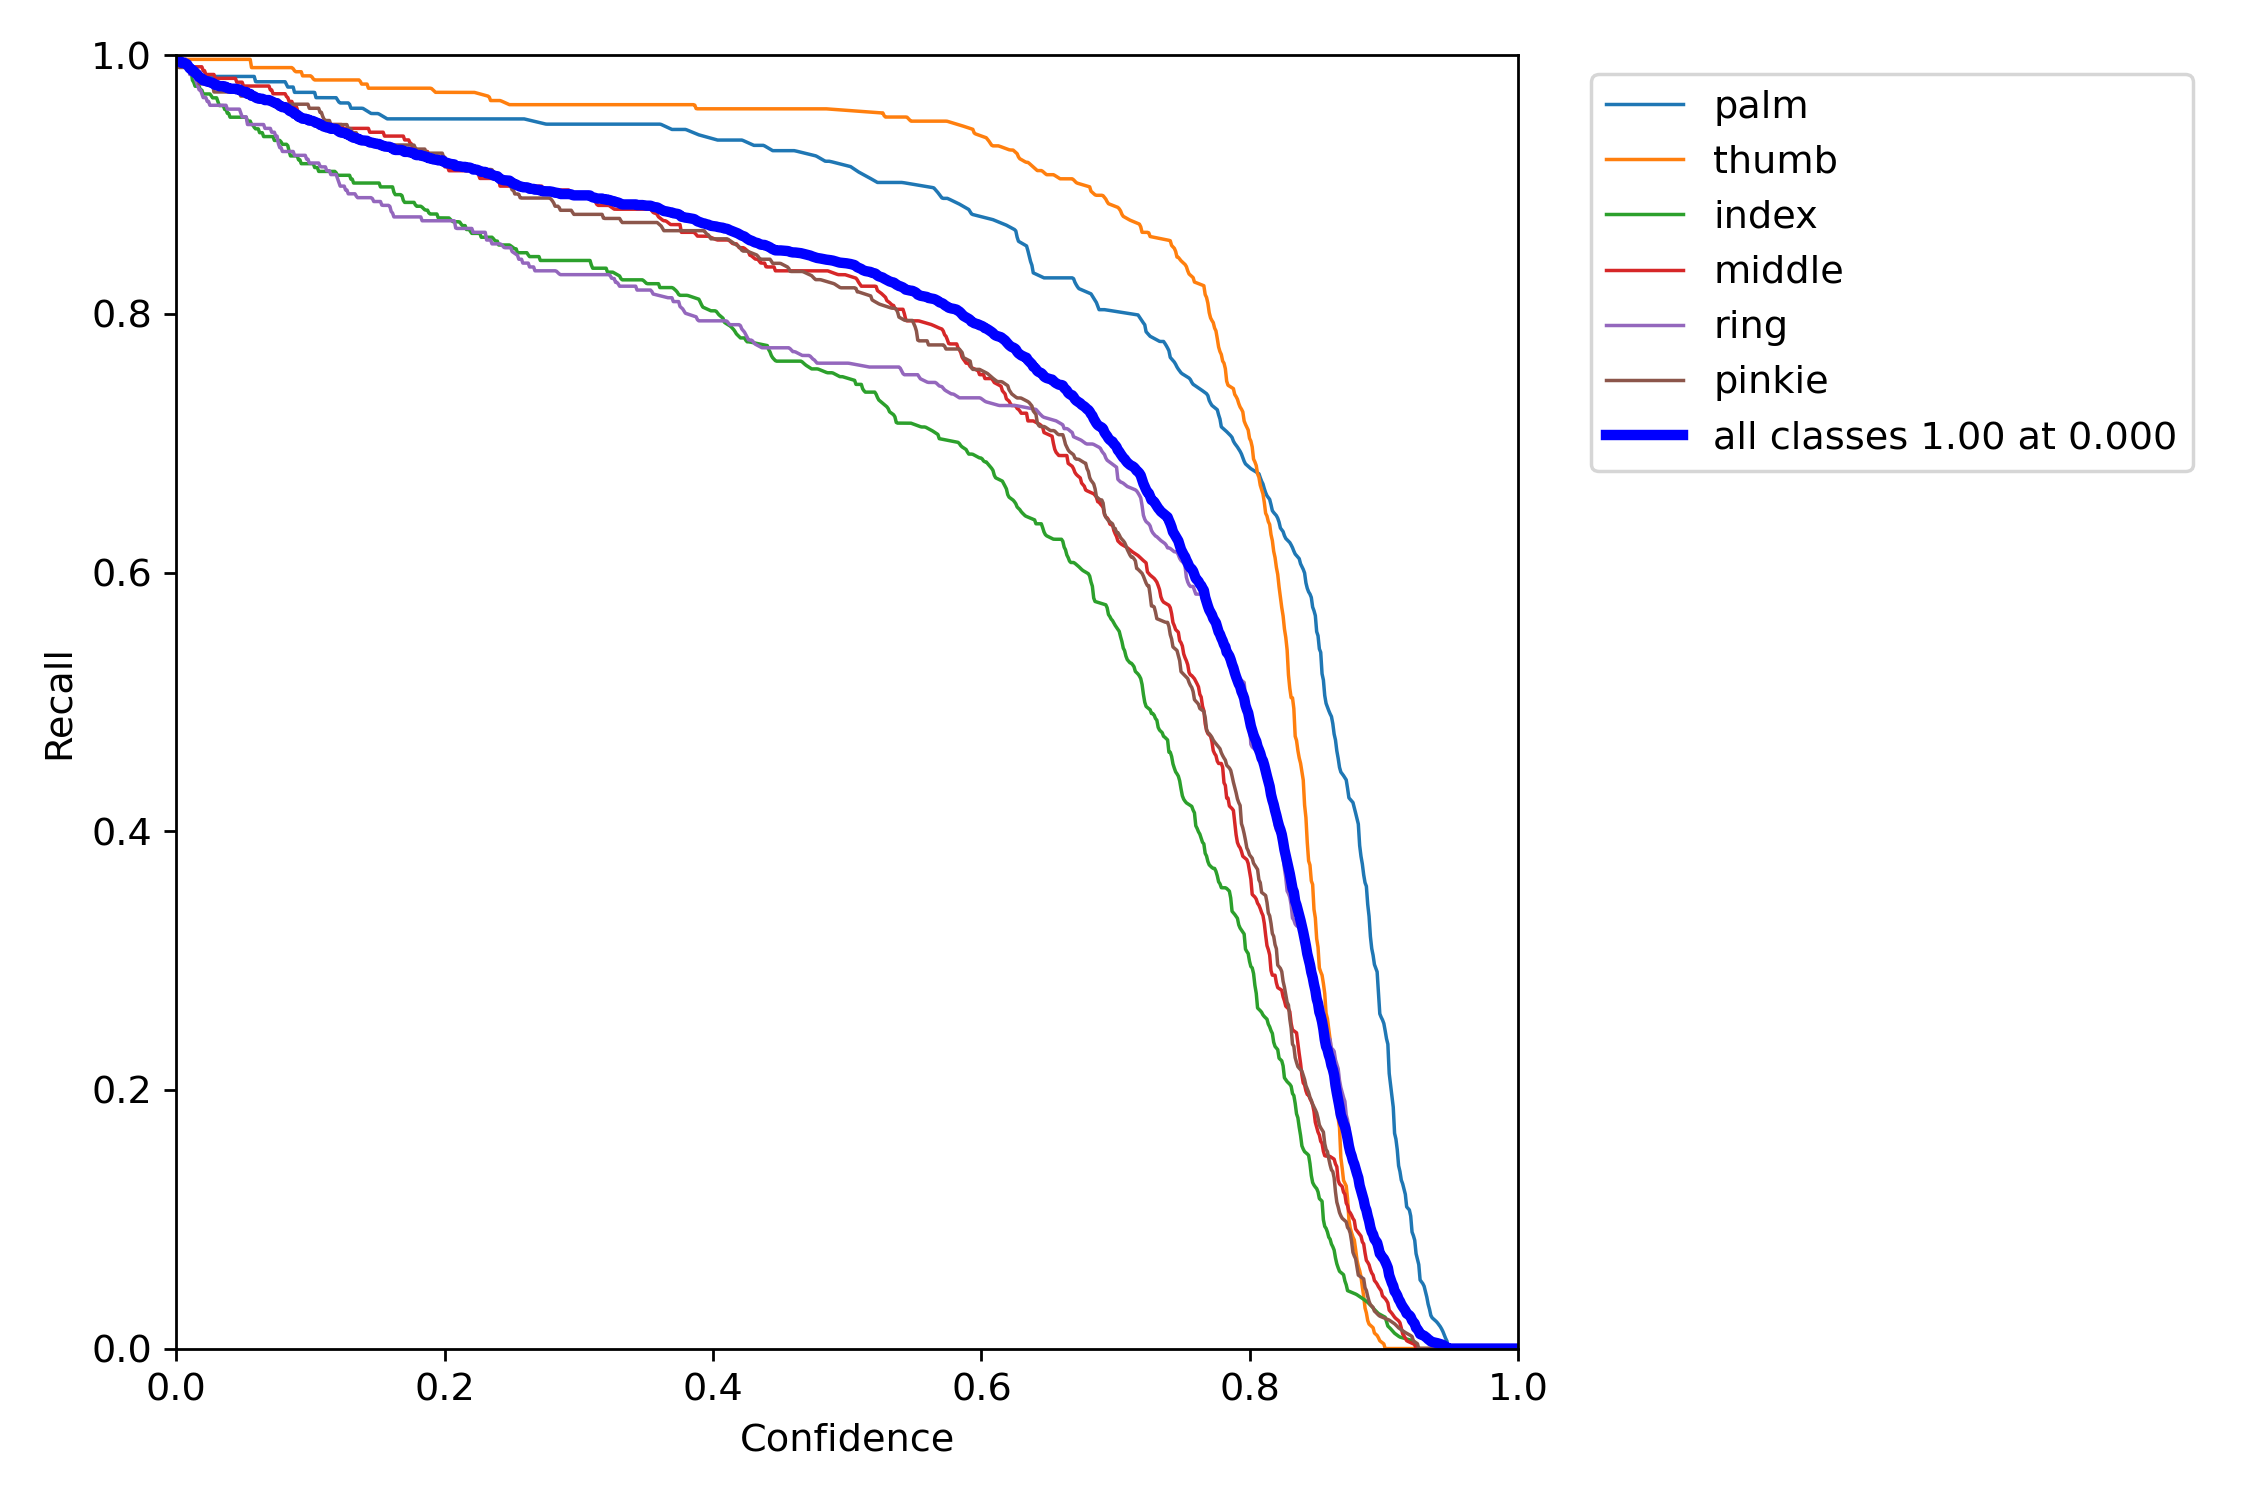 1.0
0.8
0.6
0.4
0.2
0.0
Recall
0.0 0.2 0.4 0.6 0.8 1.0
Confidence
palm
thumb
index
middle
ring
pinkie
all classes 1.00 at 0.000